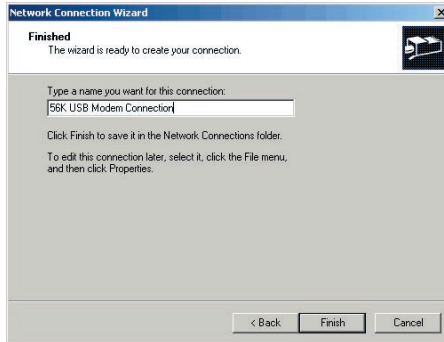 Network Connection Wizard
Finished
The wizard is ready to create your connection.
Type a name you want for this connection:
56K USB Modem Connection
Click Finish to save it in the Network Connections folder.
To edit this connection later, select it, click the File menu,
and then click Properties.
< Back Finish Cancel